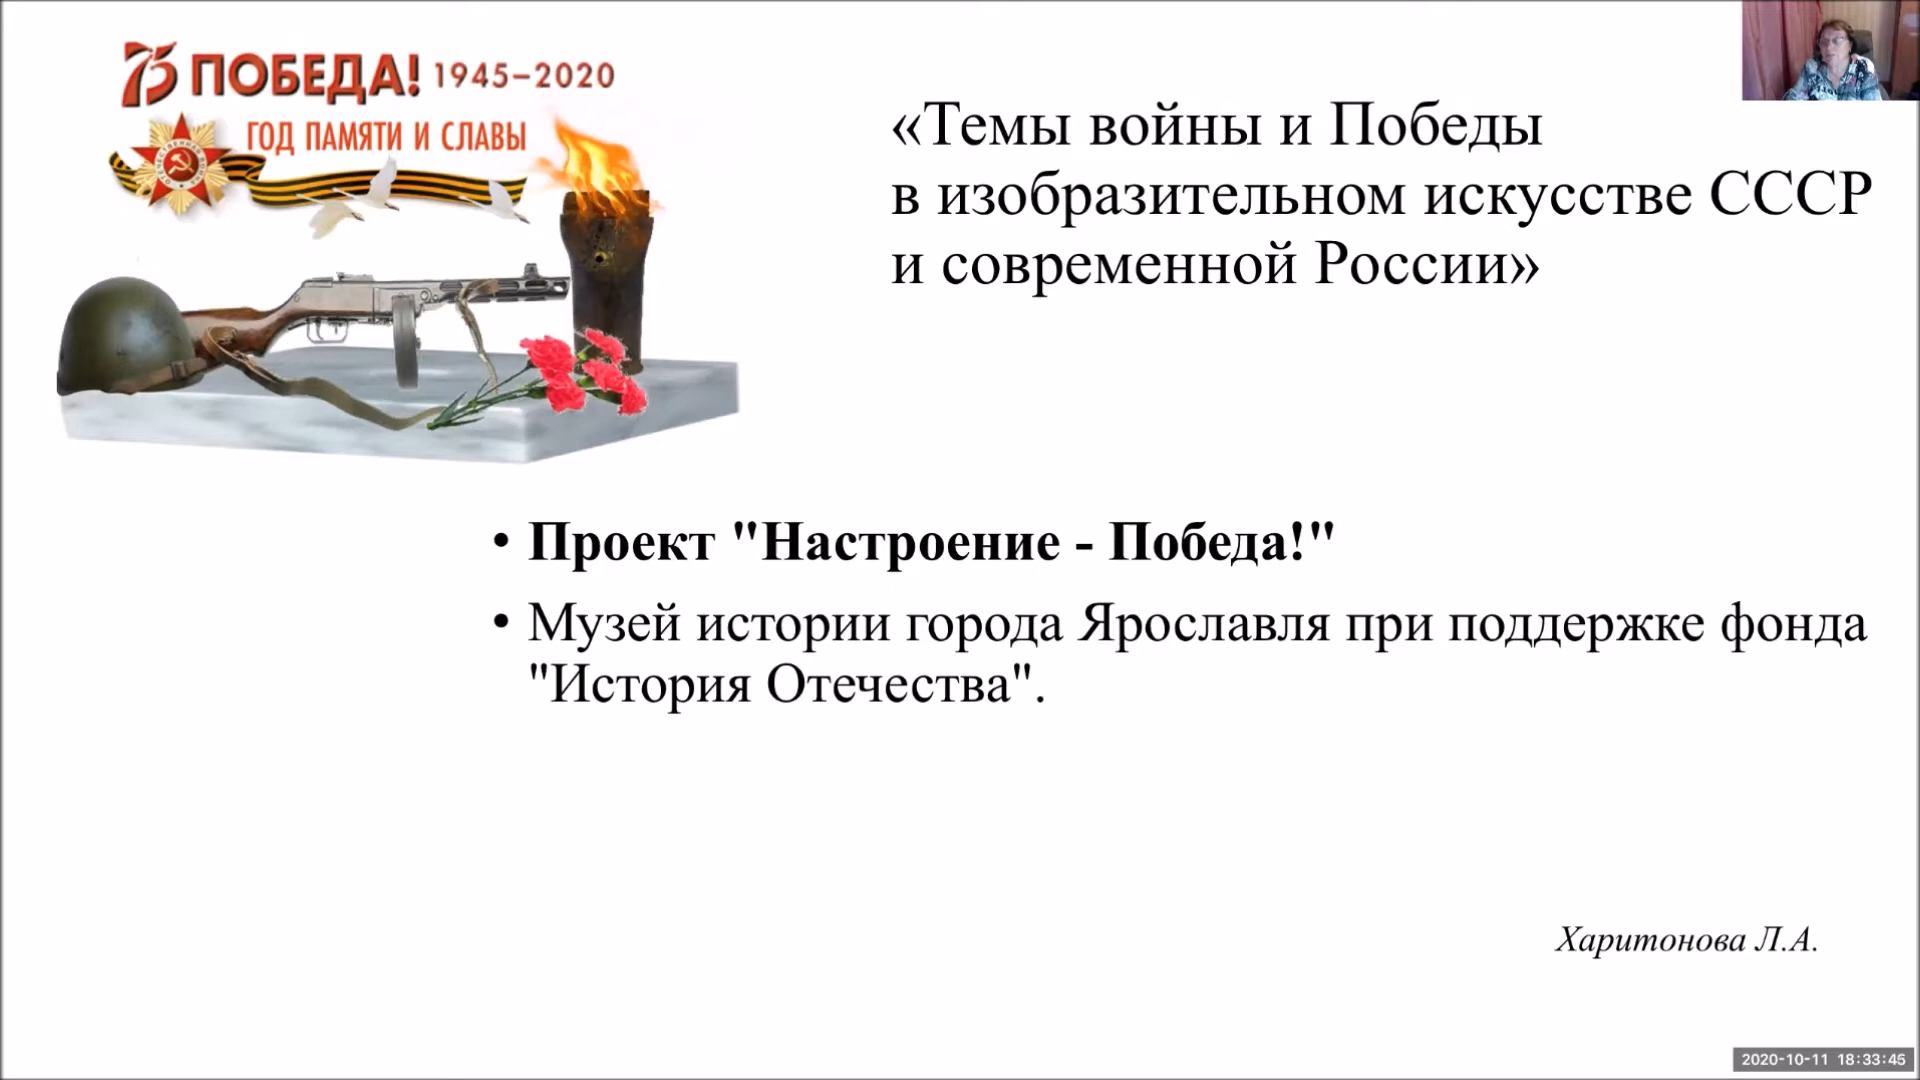 75 ПОБЕДА! 1945–2020
ГОД ПАМЯТИ И СЛАВЫ
«Темы войны и Победы
в изобразительном искусстве СССР
и современной России»
• Проект "Настроение - Победа!"
• Музей истории города Ярославля при поддержке фонда
"История Отечества".
Харитонова Л.А.
2020-10-11 18:33:45